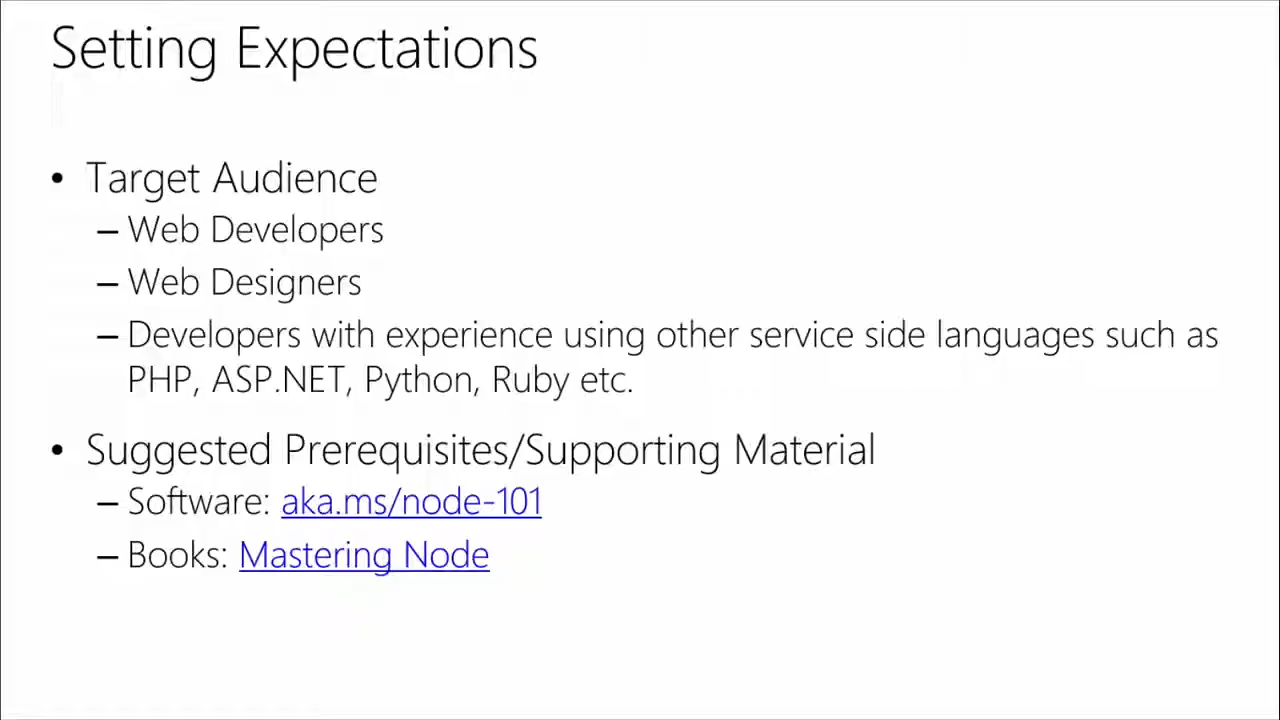 Setting Expectations
• Target Audience
– Web Developers
– Web Designers
– Developers with experience using other service side languages such as
PHP, ASP.NET, Python, Ruby etc.
• Suggested Prerequisites/Supporting Material
– Software: aka.ms/node-101
– Books: Mastering Node